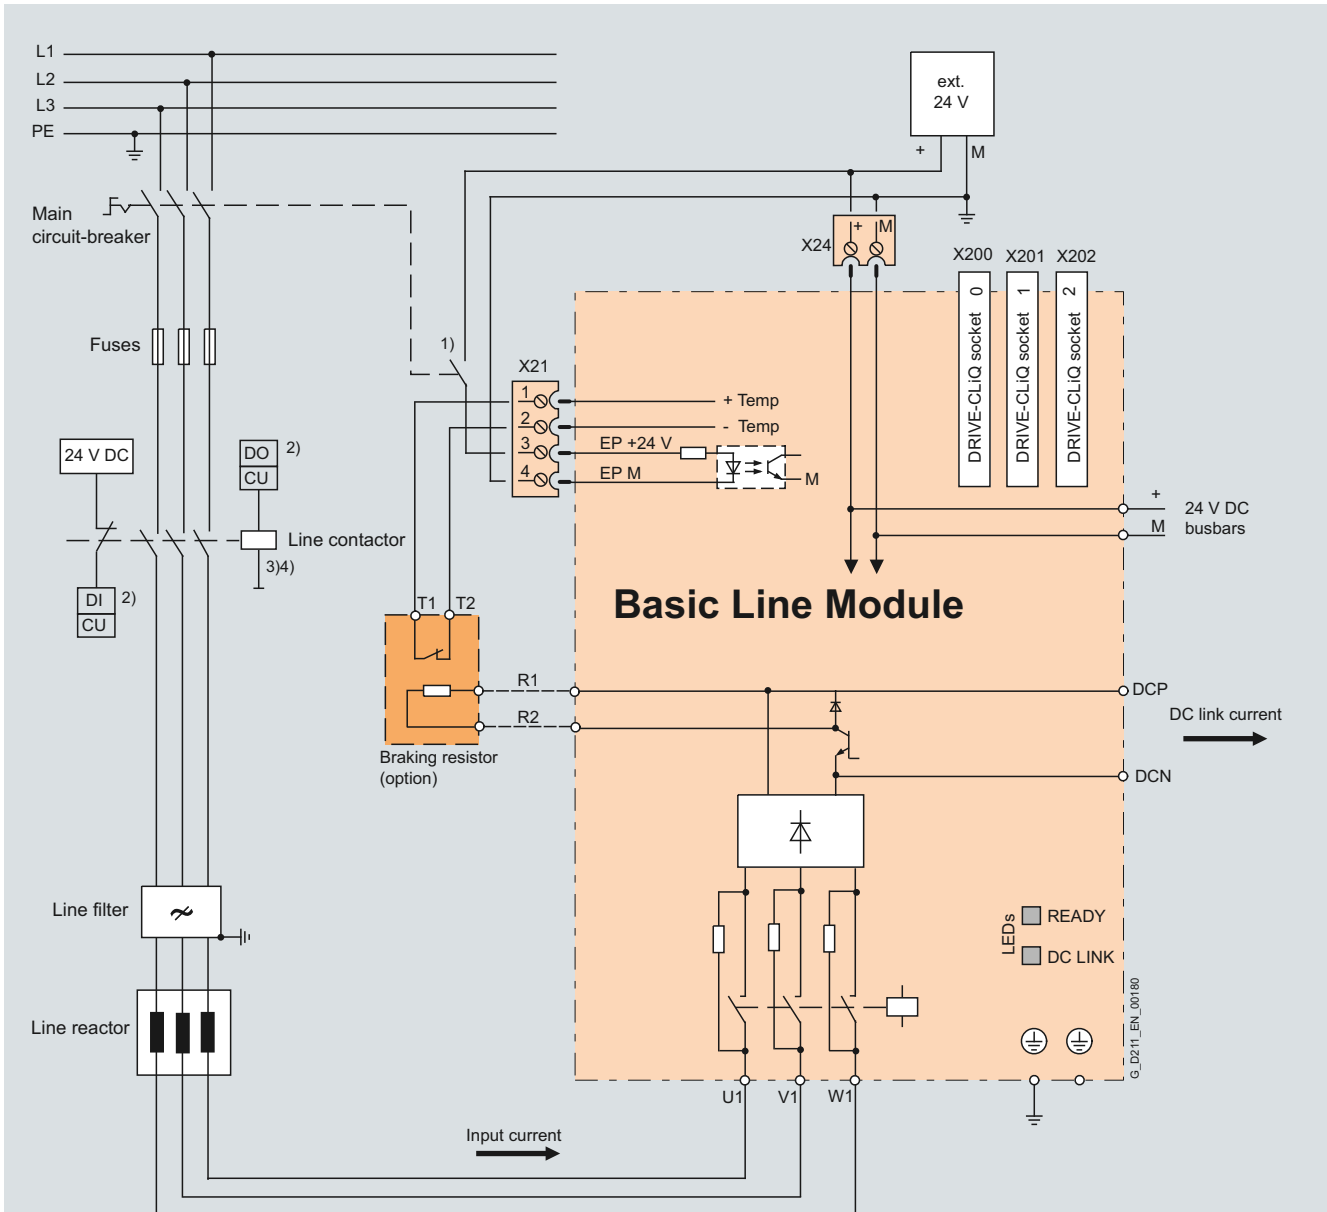 L1
L2
L3
PE
ext.
24 V
+
M
Main
circuit-breaker
X24
+
M
X200
X201
X202
DRIVE-CLiQ socket 0
DRIVE-CLiQ socket 1
DRIVE-CLiQ socket 2
Fuses
1)
X21
1
2
3
4
+ Temp
- Temp
EP +24 V
EP M
M
24 V DC
DO
CU
2)
Line contactor
3)4)
DI
CU
2)
+
M
24 V DC
busbars
Basic Line Module
T1
T2
R1
R2
Braking resistor
(option)
DCP
DC link current
DCN
Line filter
Line reactor
LEDs
READY
DC LINK
G_D211_EN_00180
U1
V1
W1
Input current